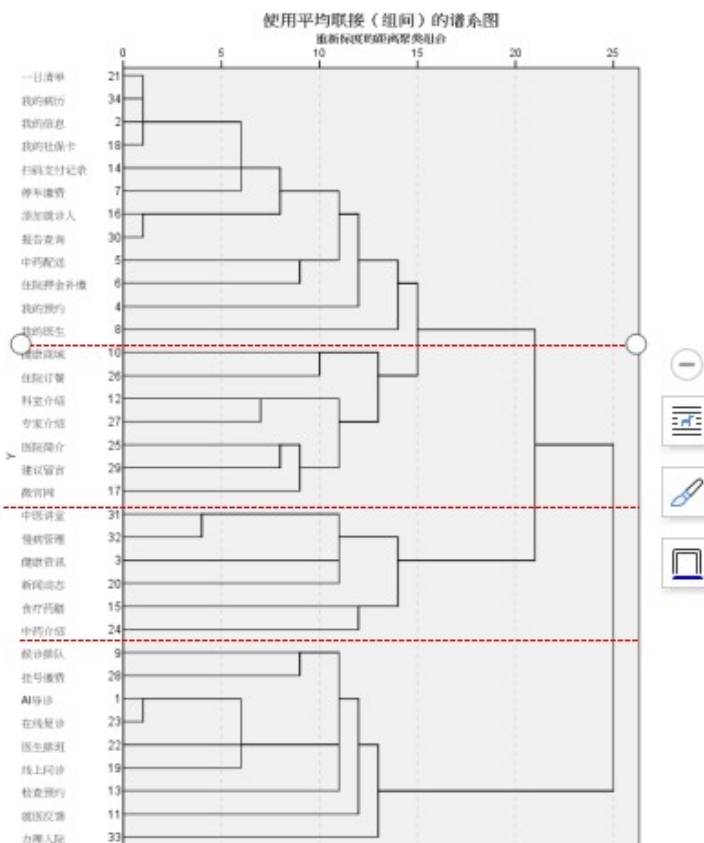 使用平均联接（组间）的谱系图
重新标度的距离聚类组合
0 5 10 15 20 25
一日清单 21
我的病历 34
我的信息 2
我的社保卡 18
扫码支付记录 14
停车缴费 7
添加就诊人 16
报告查询 30
中药配送 5
住院押金补缴 6
我的预约 4
我的医生 8
健康商城 10
住院订餐 26
科室介绍 12
专家介绍 27
医院简介 25
Y
建议留言 29
微官网 17
中医讲堂 31
慢病管理 32
健康资讯 3
新闻动态 20
食疗药膳 15
中药介绍 24
候诊排队 9
挂号缴费 28
AI导诊 1
在线复诊 23
医生排班 22
线上问诊 19
检查预约 13
就医反馈 11
办理入院 33